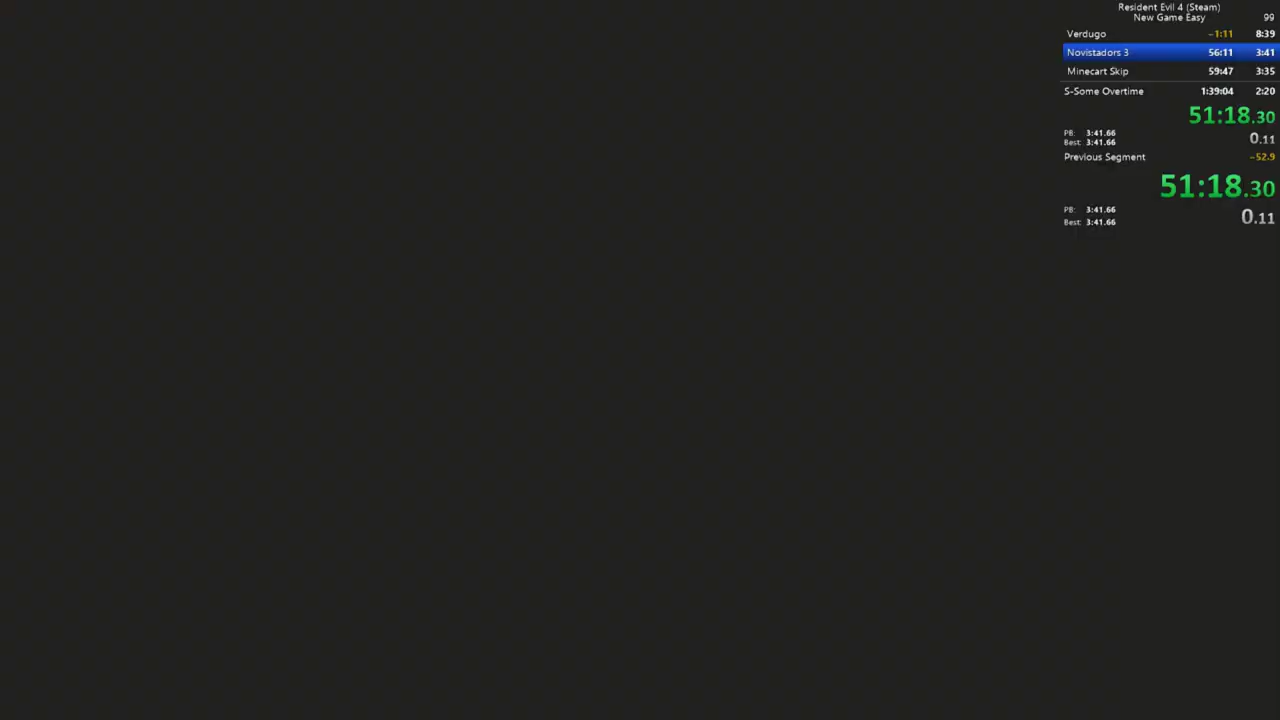 Resident Evil 4 (Steam)
New Game Easy 99
Verdugo -1:11 8:39
Novistadors 3 56:11 3:41
Minecart Skip 59:47 3:35
S-Some Overtime 1:39:04 2:20
51:18.30
PB: 3:41.66
Best: 3:41.66 0.11
Previous Segment -52.9
51:18.30
PB: 3:41.66
Best: 3:41.66 0.11